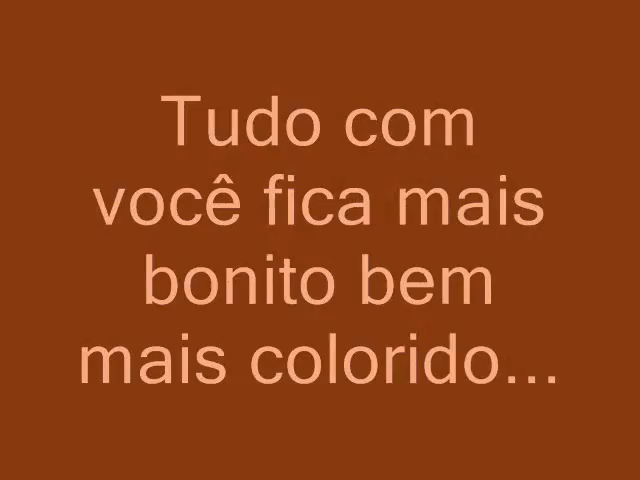 Tudo com
você fica mais
bonito bem
mais colorido...